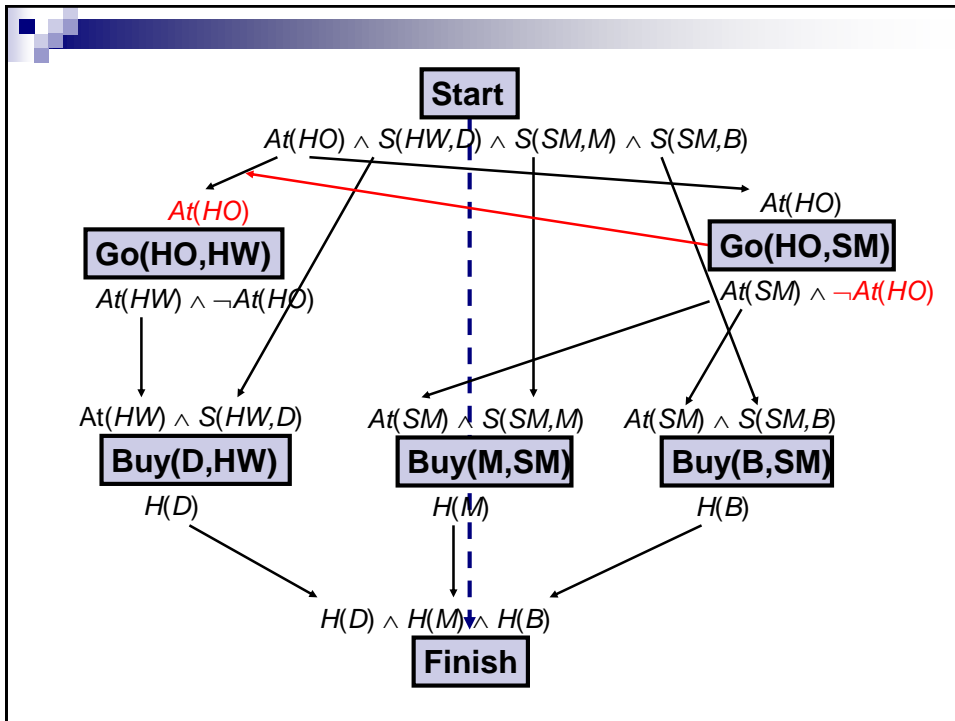 Start
At(HO) ∧ S(HW,D) ∧ S(SM,M) ∧ S(SM,B)
At(HO) At(HO)
Go(HO,HW) Go(HO,SM)
At(HW) ∧ ¬At(HO) At(SM) ∧ ¬At(HO)
At(HW) ∧ S(HW,D) At(SM) ∧ S(SM,M) At(SM) ∧ S(SM,B)
Buy(D,HW) Buy(M,SM) Buy(B,SM)
H(D) H(M) H(B)
H(D) ∧ H(M) ∧ H(B)
Finish